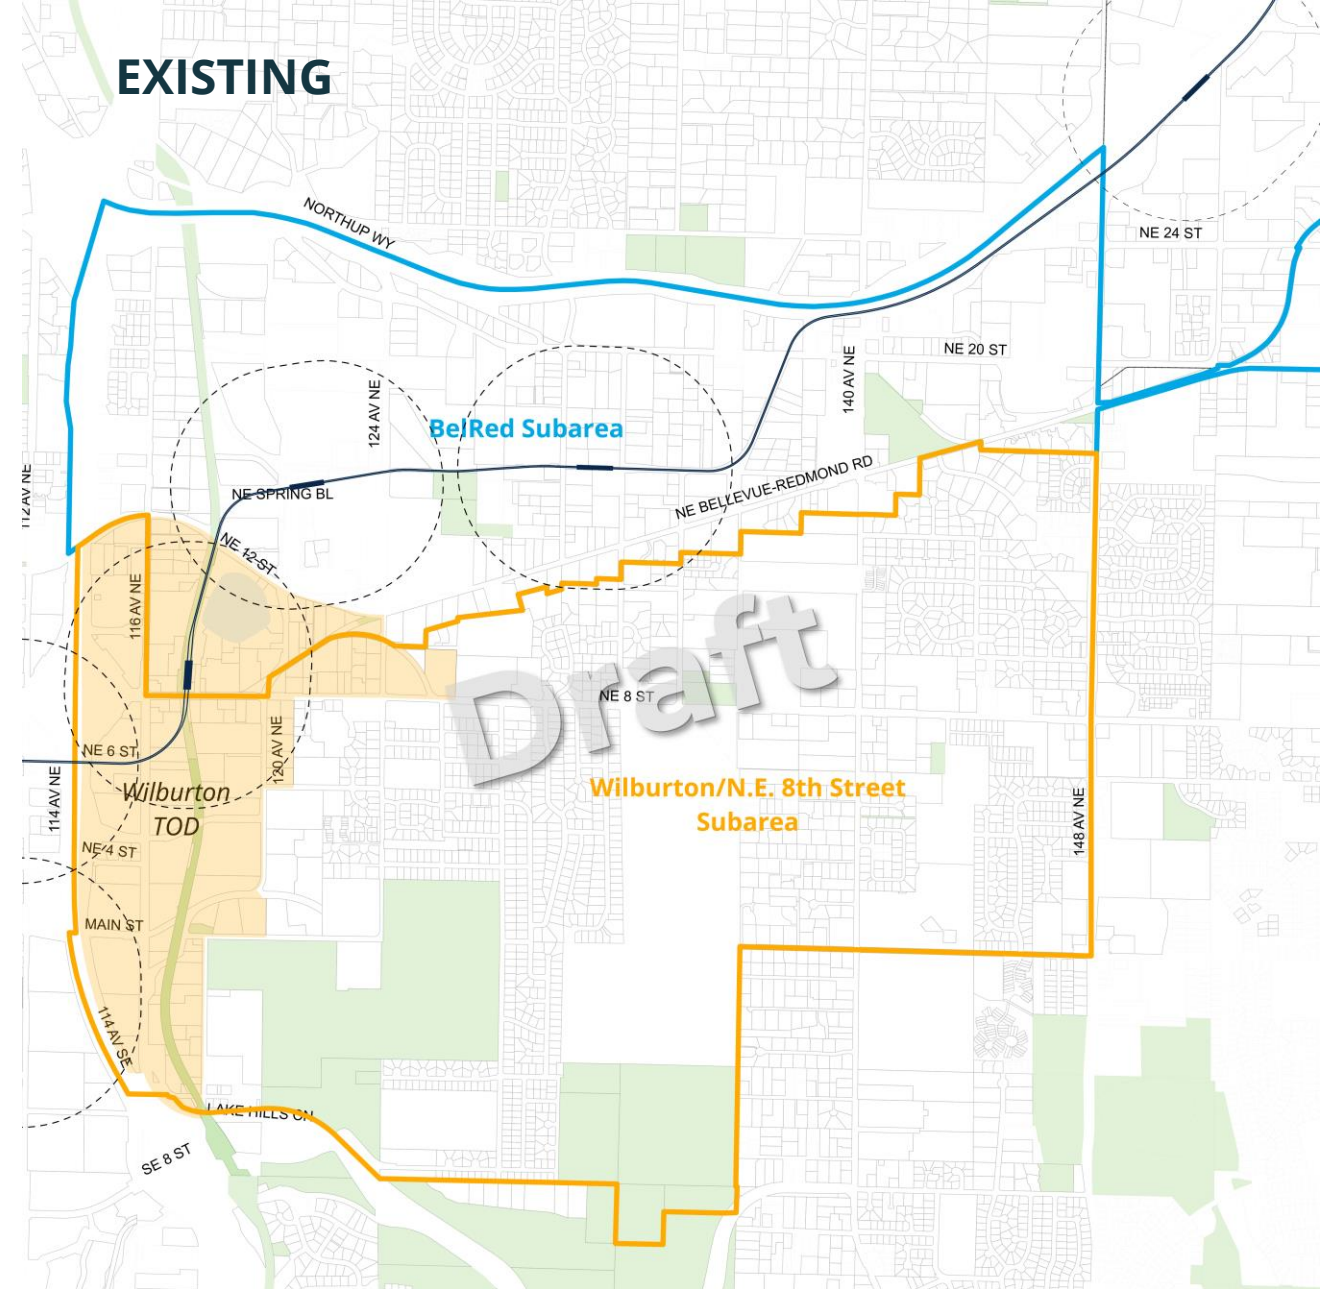 EXISTING
NORTHUP WY
NE 24 ST
NE 20 ST
140 AV NE
124 AV NE
BelRed Subarea
112 AV NE
NE SPRING BL
NE BELLEVUE-REDMOND RD
NE 12 ST
116 AV NE
Draft
NE 8 ST
NE 6 ST
120 AV NE
114 AV NE
Wilburton
TOD
Wilburton/N.E. 8th Street
Subarea
148 AV NE
NE 4 ST
MAIN ST
114 AV SE
LAKE HILLS CN
SE 8 ST